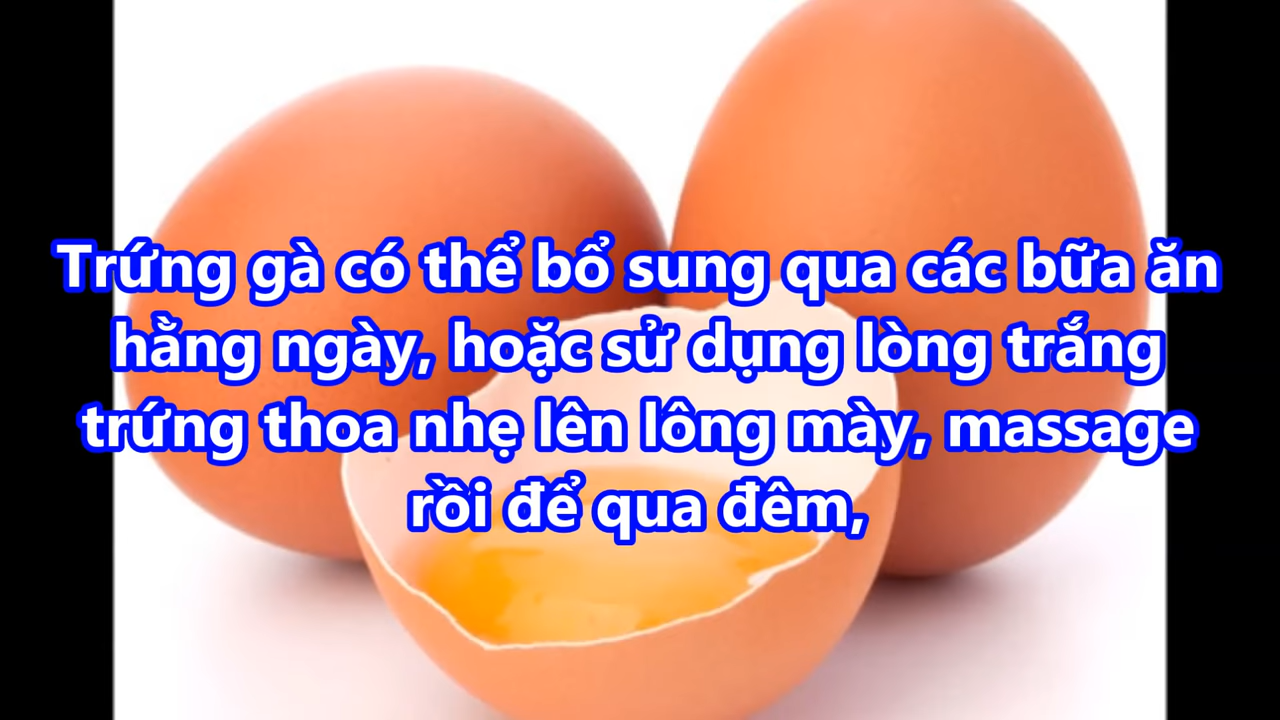 Trứng gà có thể bổ sung qua các bữa ăn
hằng ngày, hoặc sử dụng lòng trắng
trứng thoa nhẹ lên lông mày, massage
rồi để qua đêm,